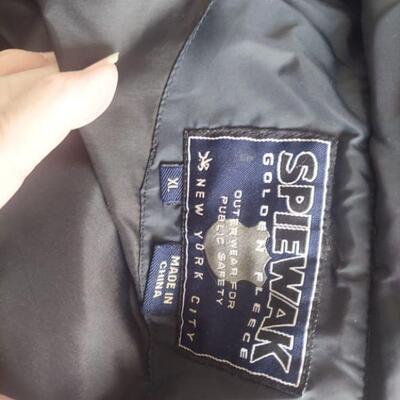 SPIEWAK
GOLDEN FLEECE
OUTERWEAR FOR
PUBLIC SAFETY
NEW YORK CITY
XL
MADE IN
CHINA